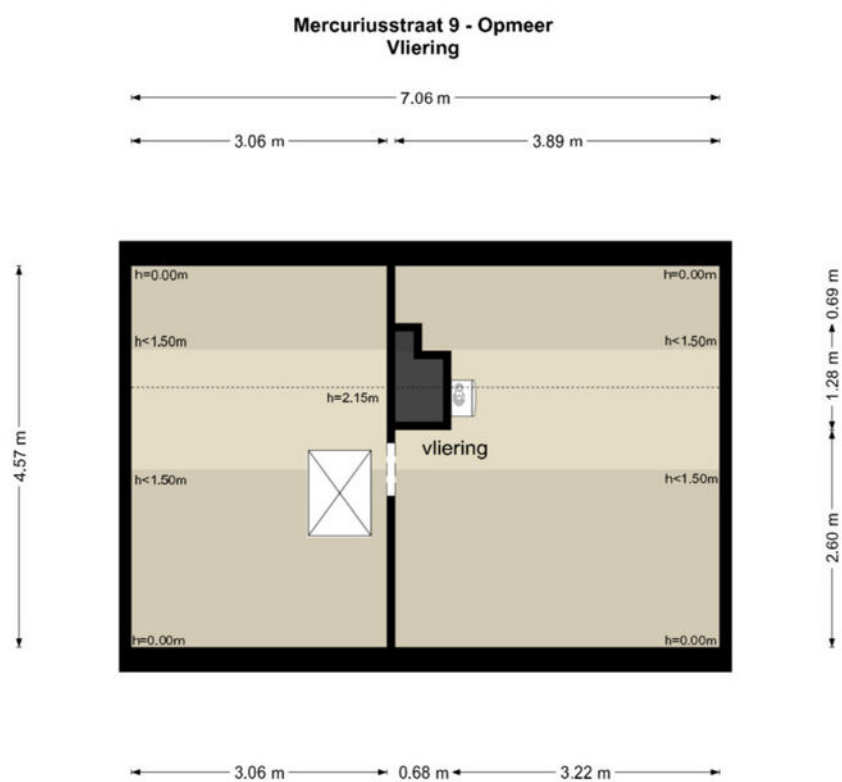 Mercuriusstraat 9 - Opmeer
Vliering
7.06 m
3.06 m 3.89 m
h=0.00m h=0.00m
h<1.50m h<1.50m
h=2.15m
vliering
h<1.50m h<1.50m
h=0.00m h=0.00m
4.57 m
0.69 m
1.28 m
2.60 m
3.06 m 0.68 m 3.22 m